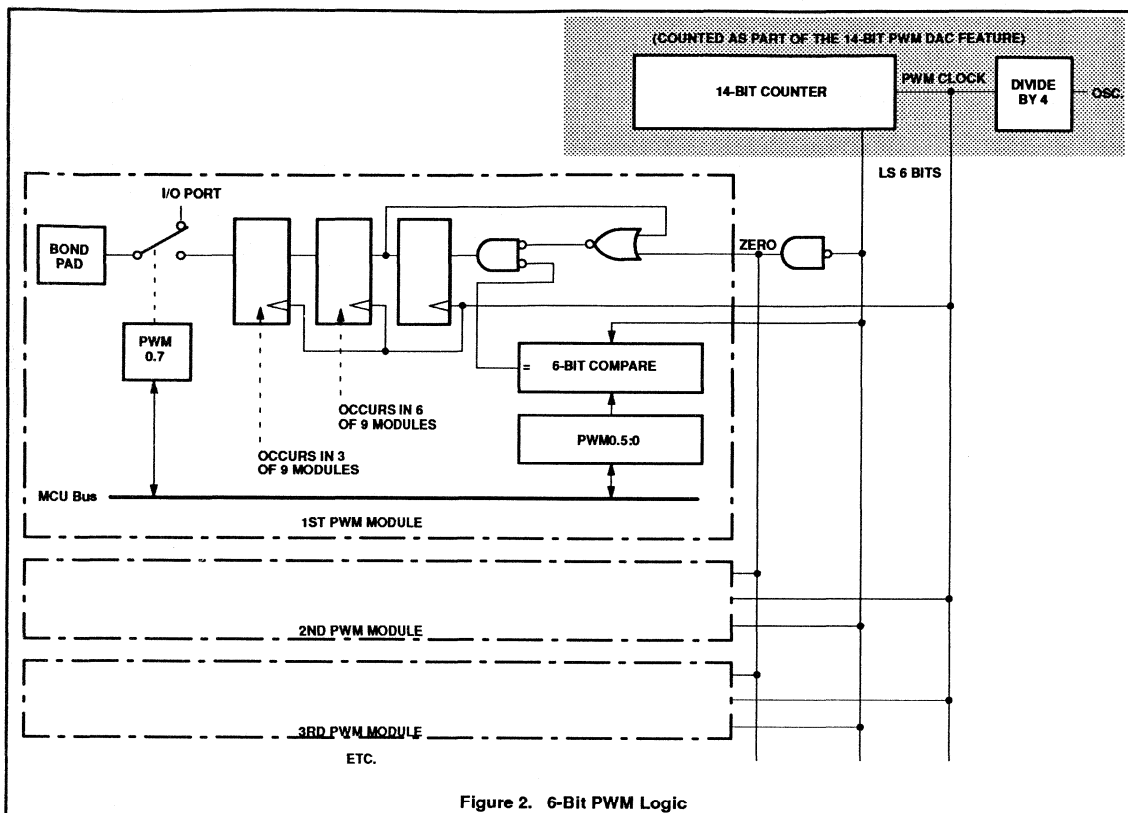 (COUNTED AS PART OF THE 14-BIT PWM DAC FEATURE)
14-BIT COUNTER
PWM CLOCK
DIVIDE
BY 4
OSC.
LS 6 BITS
I/O PORT
BOND
PAD
ZERO
PWM
0.7
=
6-BIT COMPARE
OCCURS IN 6
OF 9 MODULES
PWM0.5:0
OCCURS IN 3
OF 9 MODULES
MCU Bus
1ST PWM MODULE
2ND PWM MODULE
3RD PWM MODULE
ETC.
Figure 2. 6-Bit PWM Logic